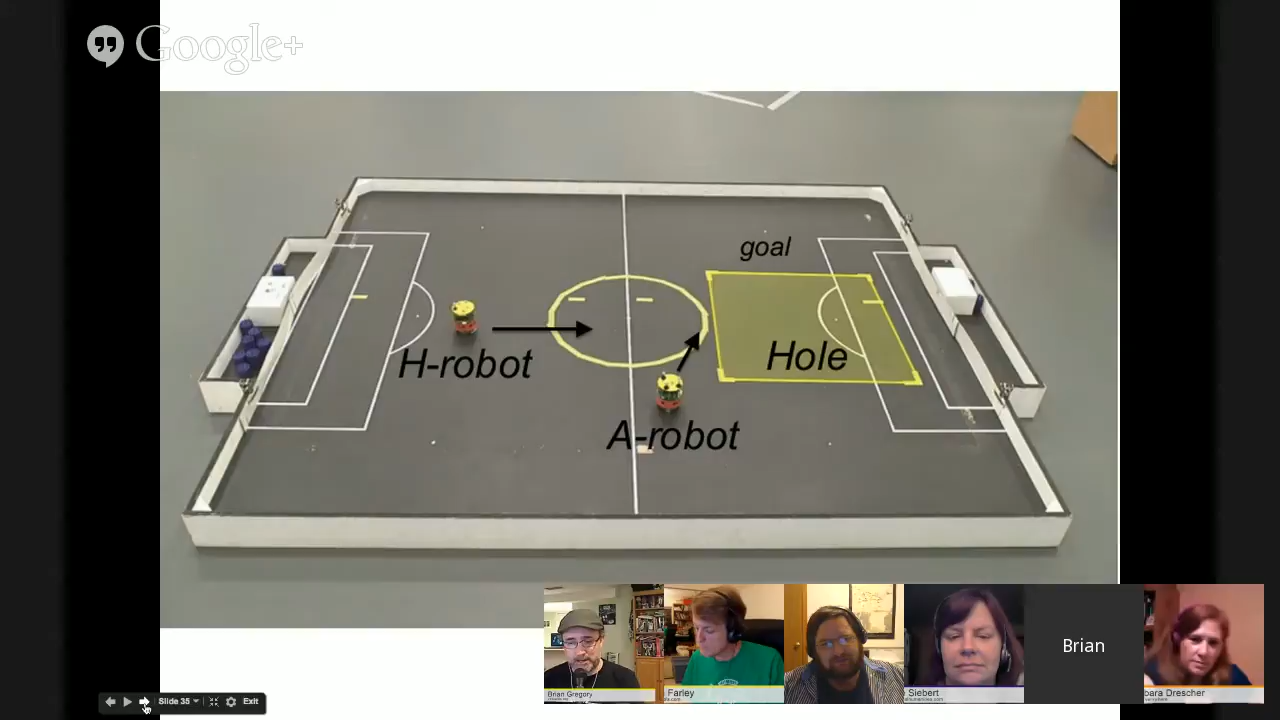 Google+
goal
Hole
H-robot
A-robot
Brian Gregory
Farley
Siebert
Brian
bara Drescher
Slide 35
Exit